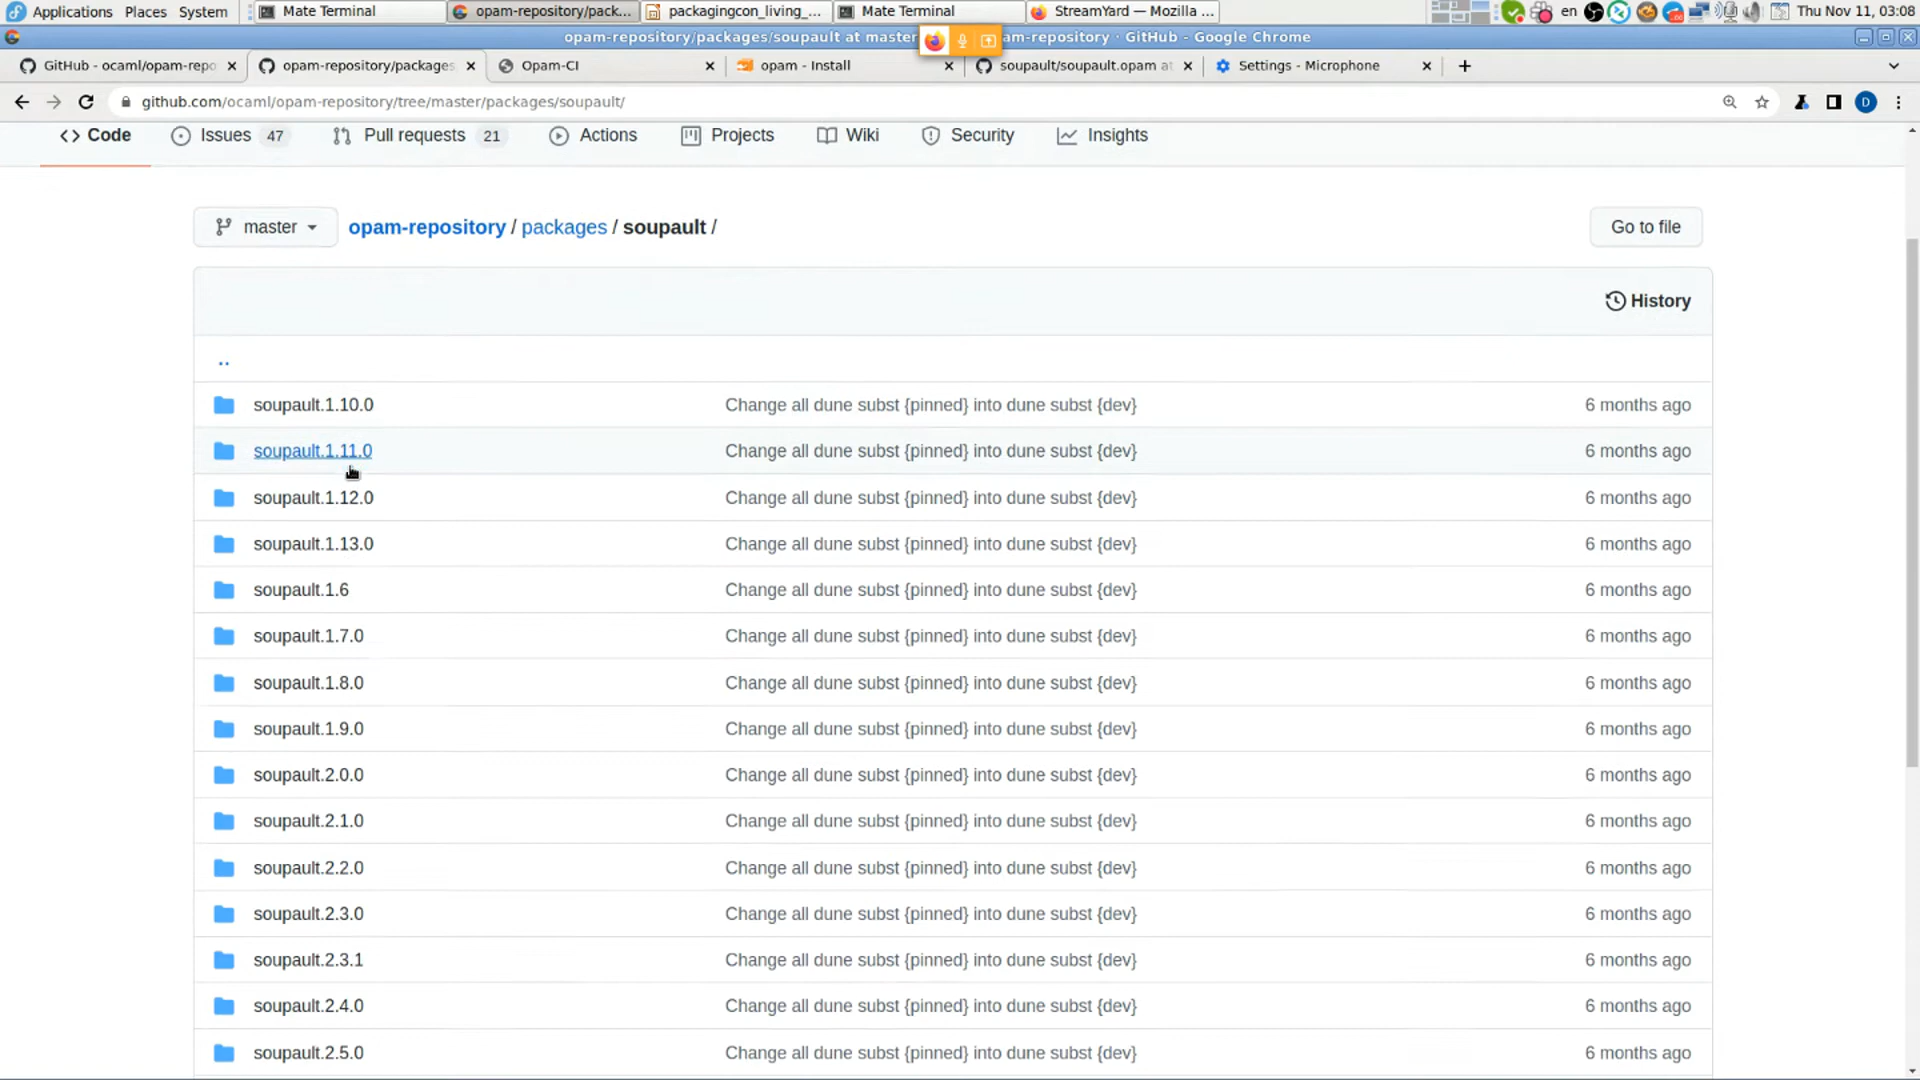 Applications Places System Mate Terminal opam-repository/pack... packagingcon_living_... Mate Terminal StreamYard — Mozilla ... en Thu Nov 11, 03:08
opam-repository/packages/soupault at master am-repository · GitHub - Google Chrome
GitHub - ocaml/opam-repo opam-repository/packages Opam-CI opam - Install soupault/soupault.opam at Settings - Microphone
github.com/ocaml/opam-repository/tree/master/packages/soupault/ D
<> Code Issues 47 Pull requests 21 Actions Projects Wiki Security Insights
master opam-repository / packages / soupault / Go to file
History
..
soupault.1.10.0 Change all dune subst {pinned} into dune subst {dev} 6 months ago
soupault.1.11.0 Change all dune subst {pinned} into dune subst {dev} 6 months ago
soupault.1.12.0 Change all dune subst {pinned} into dune subst {dev} 6 months ago
soupault.1.13.0 Change all dune subst {pinned} into dune subst {dev} 6 months ago
soupault.1.6 Change all dune subst {pinned} into dune subst {dev} 6 months ago
soupault.1.7.0 Change all dune subst {pinned} into dune subst {dev} 6 months ago
soupault.1.8.0 Change all dune subst {pinned} into dune subst {dev} 6 months ago
soupault.1.9.0 Change all dune subst {pinned} into dune subst {dev} 6 months ago
soupault.2.0.0 Change all dune subst {pinned} into dune subst {dev} 6 months ago
soupault.2.1.0 Change all dune subst {pinned} into dune subst {dev} 6 months ago
soupault.2.2.0 Change all dune subst {pinned} into dune subst {dev} 6 months ago
soupault.2.3.0 Change all dune subst {pinned} into dune subst {dev} 6 months ago
soupault.2.3.1 Change all dune subst {pinned} into dune subst {dev} 6 months ago
soupault.2.4.0 Change all dune subst {pinned} into dune subst {dev} 6 months ago
soupault.2.5.0 Change all dune subst {pinned} into dune subst {dev} 6 months ago